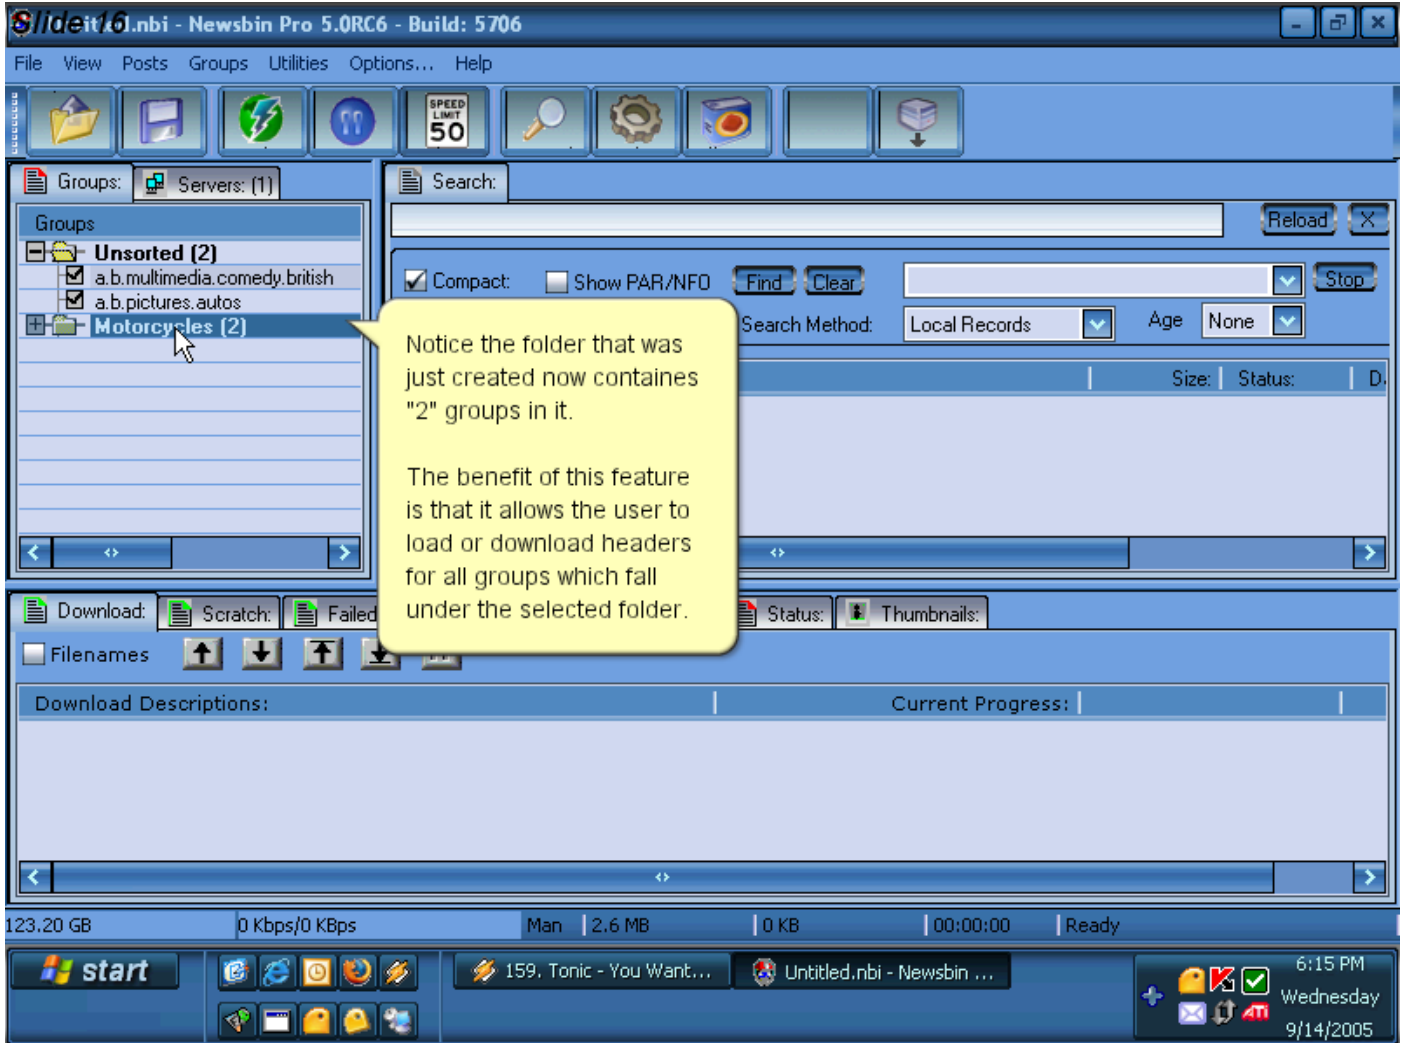 Slide 16
Untitled.nbi - Newsbin Pro 5.0RC6 - Build: 5706
File View Posts Groups Utilities Options... Help
SPEED
LIMIT
50
Groups: Servers: (1) Search:
Groups
Reload X
Unsorted (2)
a.b.multimedia.comedy.british
Compact: Show PAR/NFO Find Clear Stop
a.b.pictures.autos
Motorcycles (2)
Search Method: Local Records Age None
Notice the folder that was
just created now containes
"2" groups in it.
The benefit of this feature
is that it allows the user to
load or download headers
for all groups which fall
under the selected folder.
Size: Status: D
Download: Scratch: Failed Status: Thumbnails:
Filenames
Download Descriptions: Current Progress:
123.20 GB 0 Kbps/0 KBps Man 2.6 MB 0 KB 00:00:00 Ready
start 159. Tonic - You Want... Untitled.nbi - Newsbin ... 6:15 PM
Wednesday
ATI
9/14/2005